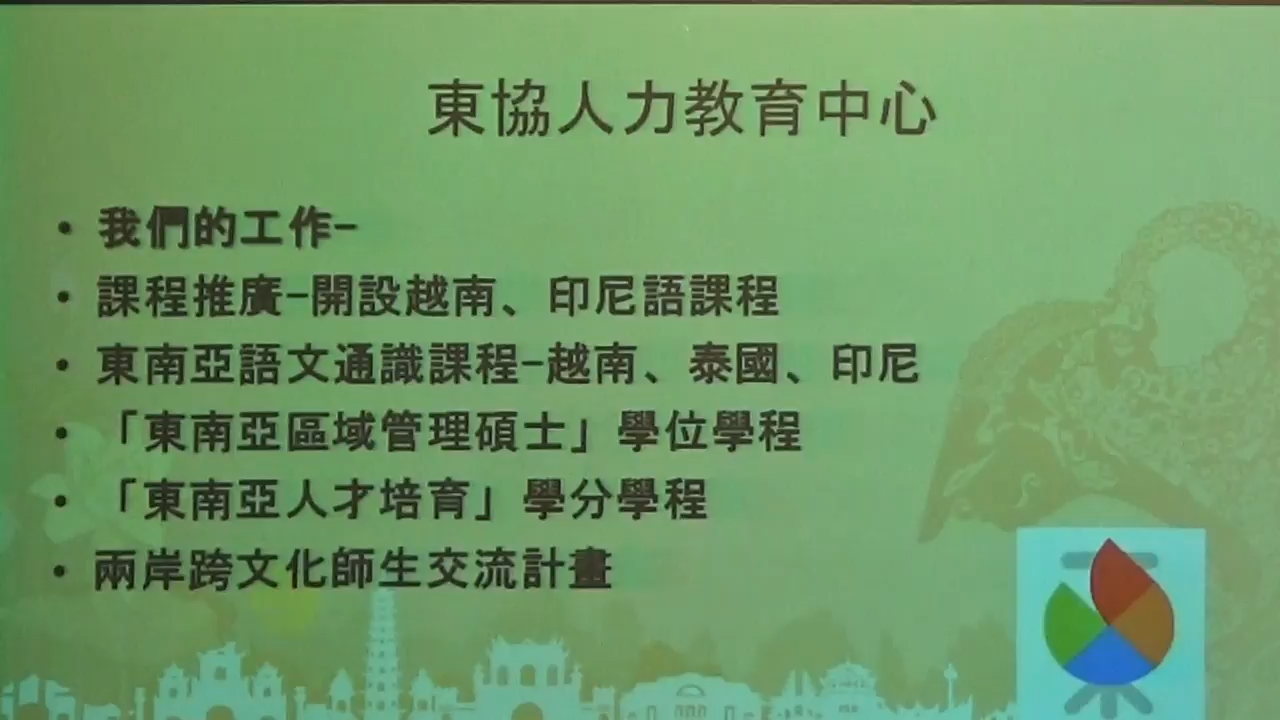 東協人力教育中心
• 我們的工作-
• 課程推廣-開設越南、印尼語課程
• 東南亞語文通識課程-越南、泰國、印尼
• 「東南亞區域管理碩士」學位學程
• 「東南亞人才培育」學分學程
• 兩岸跨文化師生交流計畫